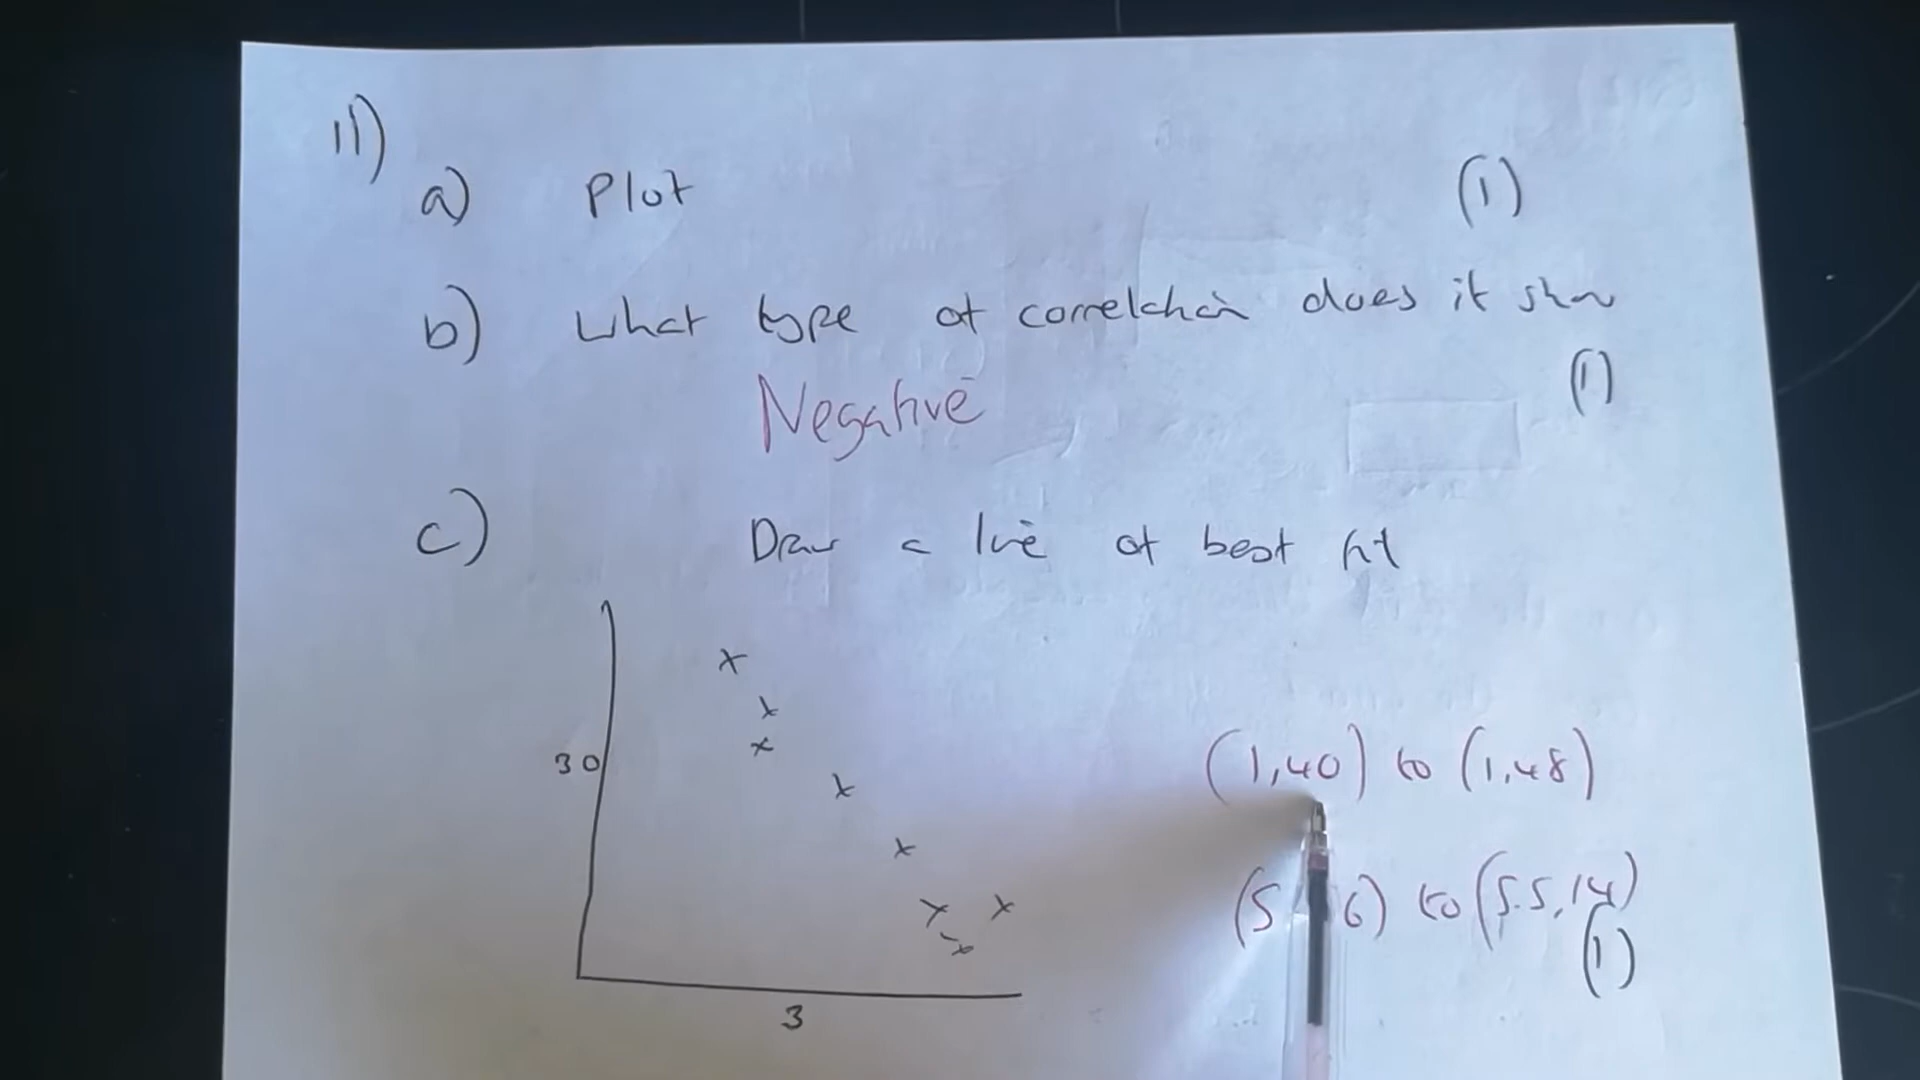 11)
a) Plot (1)
b) What type of correlation does it show
(1)
Negative
c) Draw a line of best fit
30
(1,40) to (1,48)
(5 6) to (5.5,14)
(1)
3